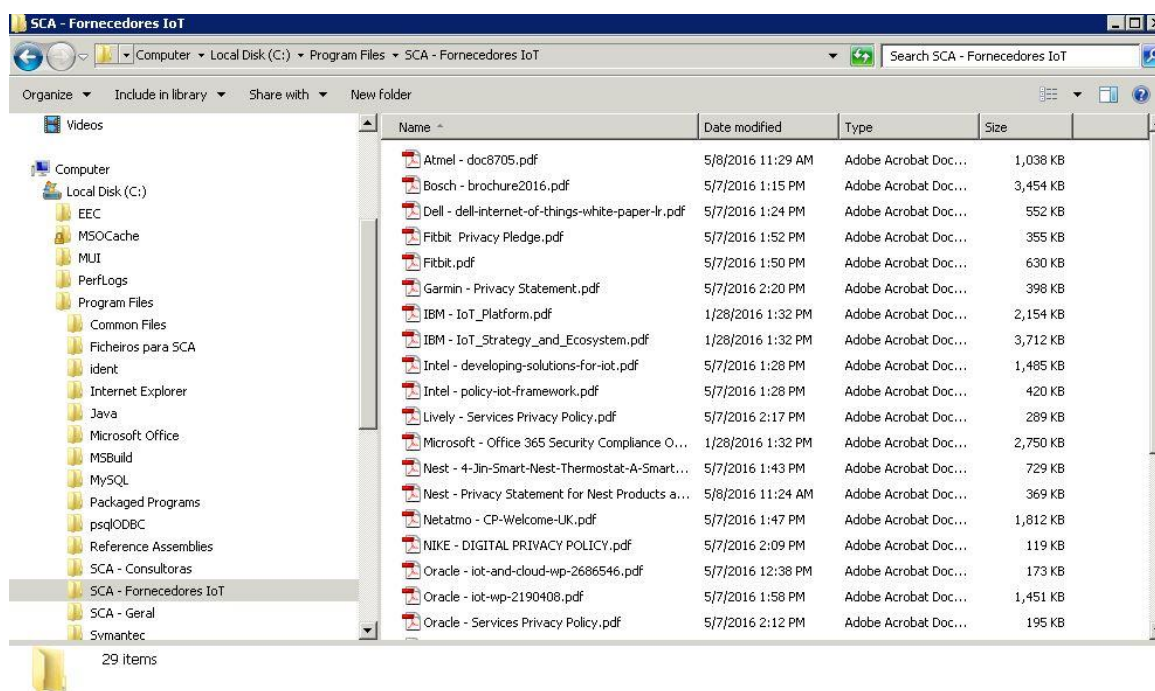 SCA - Fornecedores IoT
Computer Local Disk (C:) Program Files SCA - Fornecedores IoT
Search SCA - Fornecedores IoT
Organize Include in library Share with New folder
Videos
Computer
Local Disk (C:)
EEC
MSOCache
MUI
PerfLogs
Program Files
Common Files
Ficheiros para SCA
ident
Internet Explorer
Java
Microsoft Office
MSBuild
MySQL
Packaged Programs
psqlODBC
Reference Assemblies
SCA - Consultoras
SCA - Fornecedores IoT
SCA - Geral
Symantec
Name Date modified Type Size
Atmel - doc8705.pdf 5/8/2016 11:29 AM Adobe Acrobat Doc... 1,038 KB
Bosch - brochure2016.pdf 5/7/2016 1:15 PM Adobe Acrobat Doc... 3,454 KB
Dell - dell-internet-of-things-white-paper-lr.pdf 5/7/2016 1:24 PM Adobe Acrobat Doc... 552 KB
Fitbit Privacy Pledge.pdf 5/7/2016 1:52 PM Adobe Acrobat Doc... 355 KB
Fitbit.pdf 5/7/2016 1:50 PM Adobe Acrobat Doc... 630 KB
Garmin - Privacy Statement.pdf 5/7/2016 2:20 PM Adobe Acrobat Doc... 398 KB
IBM - IoT_Platform.pdf 1/28/2016 1:32 PM Adobe Acrobat Doc... 2,154 KB
IBM - IoT_Strategy_and_Ecosystem.pdf 1/28/2016 1:32 PM Adobe Acrobat Doc... 3,712 KB
Intel - developing-solutions-for-iot.pdf 5/7/2016 1:28 PM Adobe Acrobat Doc... 1,485 KB
Intel - policy-iot-framework.pdf 5/7/2016 1:28 PM Adobe Acrobat Doc... 420 KB
Lively - Services Privacy Policy.pdf 5/7/2016 2:17 PM Adobe Acrobat Doc... 289 KB
Microsoft - Office 365 Security Compliance O... 1/28/2016 1:32 PM Adobe Acrobat Doc... 2,750 KB
Nest - 4-Jin-Smart-Nest-Thermostat-A-Smart... 5/7/2016 1:43 PM Adobe Acrobat Doc... 729 KB
Nest - Privacy Statement for Nest Products a... 5/8/2016 11:24 AM Adobe Acrobat Doc... 369 KB
Netatmo - CP-Welcome-UK.pdf 5/7/2016 1:47 PM Adobe Acrobat Doc... 1,812 KB
NIKE - DIGITAL PRIVACY POLICY.pdf 5/7/2016 2:09 PM Adobe Acrobat Doc... 119 KB
Oracle - iot-and-cloud-wp-2686546.pdf 5/7/2016 12:38 PM Adobe Acrobat Doc... 173 KB
Oracle - iot-wp-2190408.pdf 5/7/2016 1:58 PM Adobe Acrobat Doc... 1,451 KB
Oracle - Services Privacy Policy.pdf 5/7/2016 2:12 PM Adobe Acrobat Doc... 195 KB
29 items